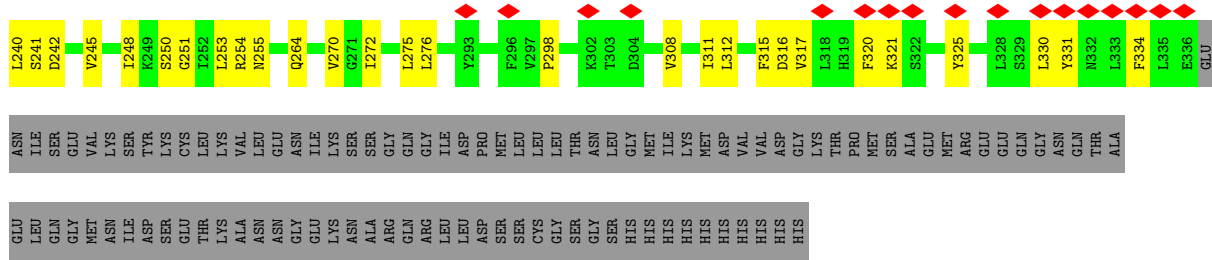 L240 S241 D242 V245 I248 K249 S250 G251 I252 L253 R254 N255 Q264 V270 G271 I272 L275 L276 Y293 F296 V297 P298 K302 T303 D304 V308 I311 L312 F315 D316 V317 L318 H319 F320 K321 S322 Y325 L328 S329 L330 Y331 N332 L333 F334 L335 E336 GLU
ASN ILE SER GLU VAL LYS SER TYR LYS CYS LEU LYS VAL LEU GLU ASN ILE LYS SER SER GLY GLN GLY ILE ASP PRO MET LEU LEU LEU THR ASN LEU GLY MET ILE LYS MET ASP VAL VAL ASP GLY LYS THR PRO MET SER ALA GLU MET ARG GLU GLU GLN GLY ASN GLN THR ALA
GLU LEU GLN GLY MET ASN ILE ASP SER GLU THR LYS ALA ASN ASN GLY GLU LYS ASN ALA ARG GLN ARG LEU LEU ASP SER SER CYS GLY SER GLY SER HIS HIS HIS HIS HIS HIS HIS HIS HIS HIS